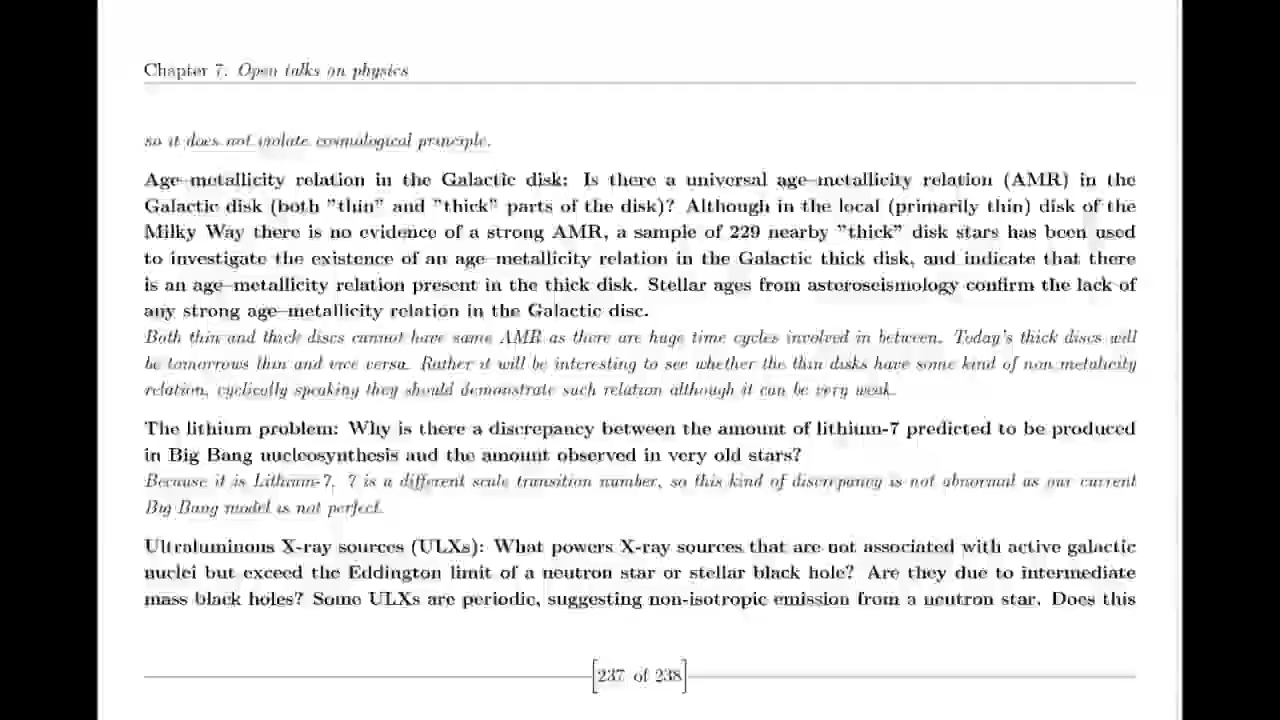 Chapter 7. Open talks on physics
so it does not violate cosmological principle.
Age–metallicity relation in the Galactic disk: Is there a universal age–metallicity relation (AMR) in the
Galactic disk (both "thin" and "thick" parts of the disk)? Although in the local (primarily thin) disk of the
Milky Way there is no evidence of a strong AMR, a sample of 229 nearby "thick" disk stars has been used
to investigate the existence of an age–metallicity relation in the Galactic thick disk, and indicate that there
is an age–metallicity relation present in the thick disk. Stellar ages from asteroseismology confirm the lack of
any strong age–metallicity relation in the Galactic disc.
Both thin and thick discs cannot have same AMR as there are huge time cycles involved in between. Today's thick discs will
be tomorrows thin and vice versa. Rather it will be interesting to see whether the thin disks have some kind of non metalicity
relation, cyclically speaking they should demonstrate such relation although it can be very weak.
The lithium problem: Why is there a discrepancy between the amount of lithium-7 predicted to be produced
in Big Bang nucleosynthesis and the amount observed in very old stars?
Because it is Lithium-7, 7 is a different scale transition number, so this kind of discrepancy is not abnormal as our current
Big Bang model is not perfect.
Ultraluminous X-ray sources (ULXs): What powers X-ray sources that are not associated with active galactic
nuclei but exceed the Eddington limit of a neutron star or stellar black hole? Are they due to intermediate
mass black holes? Some ULXs are periodic, suggesting non-isotropic emission from a neutron star. Does this
[237 of 238]